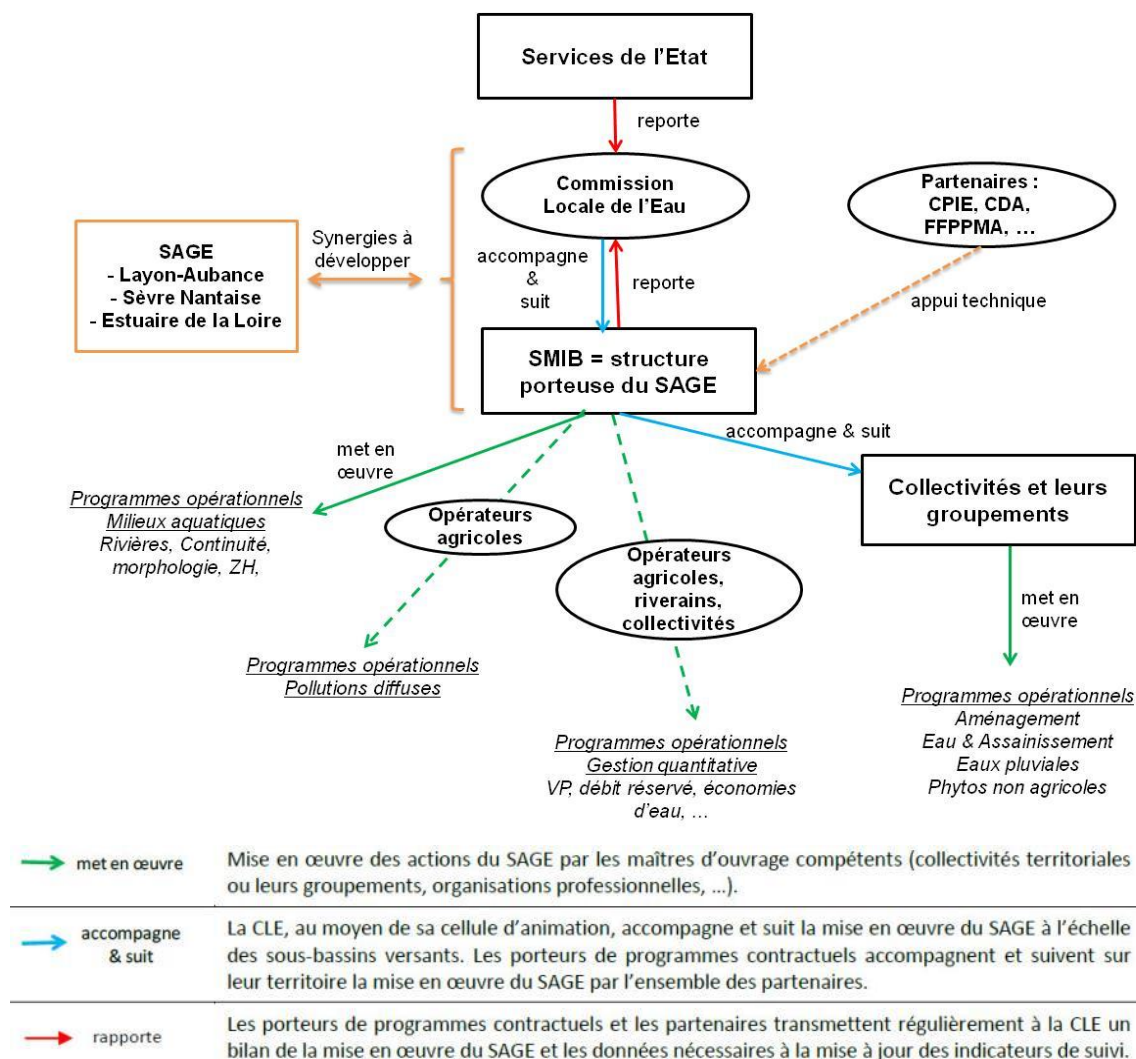 Services de l'Etat
reporte
Commission
Locale de l'Eau
Partenaires :
CPIE, CDA,
FFPPMA, ...
SAGE
- Layon-Aubance
- Sèvre Nantaise
- Estuaire de la Loire
Synergies à
développer
accompagne
&
suit
reporte
appui technique
SMIB = structure
porteuse du SAGE
met en
œuvre
accompagne & suit
Programmes opérationnels
Milieux aquatiques
Rivières, Continuité,
morphologie, ZH,
Opérateurs
agricoles
Opérateurs
agricoles,
riverains,
collectivités
Collectivités et leurs
groupements
met en
œuvre
Programmes opérationnels
Pollutions diffuses
Programmes opérationnels
Gestion quantitative
VP, débit réservé, économies
d'eau, ...
Programmes opérationnels
Aménagement
Eau & Assainissement
Eaux pluviales
Phytos non agricoles
met en œuvre
Mise en œuvre des actions du SAGE par les maîtres d'ouvrage compétents (collectivités territoriales
ou leurs groupements, organisations professionnelles, ...).
accompagne
& suit
La CLE, au moyen de sa cellule d'animation, accompagne et suit la mise en œuvre du SAGE à l'échelle
des sous-bassins versants. Les porteurs de programmes contractuels accompagnent et suivent sur
leur territoire la mise en œuvre du SAGE par l'ensemble des partenaires.
rapporte
Les porteurs de programmes contractuels et les partenaires transmettent régulièrement à la CLE un
bilan de la mise en œuvre du SAGE et les données nécessaires à la mise à jour des indicateurs de suivi.